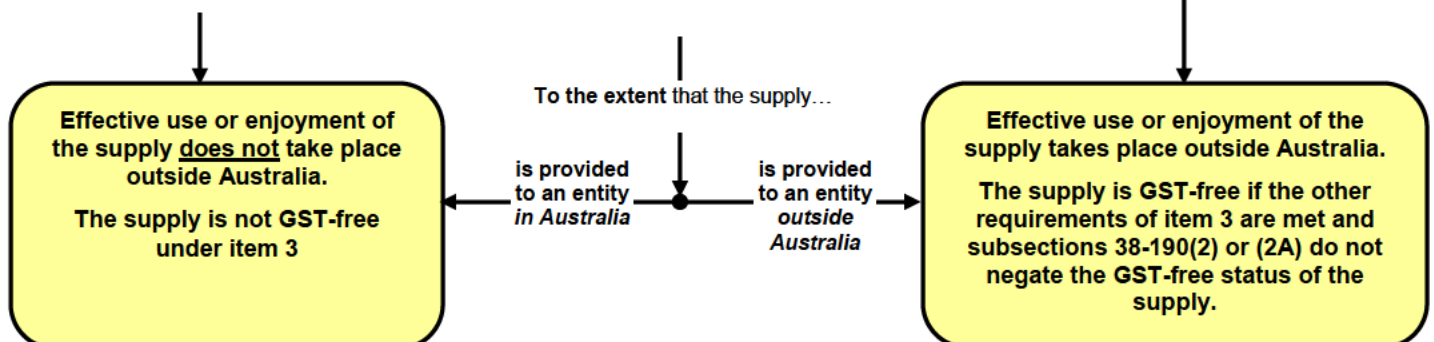 Effective use or enjoyment of
the supply does not take place
outside Australia.
The supply is not GST-free
under item 3
To the extent that the supply...
is provided
to an entity
in Australia
is provided
to an entity
outside
Australia
Effective use or enjoyment of the
supply takes place outside Australia.
The supply is GST-free if the other
requirements of item 3 are met and
subsections 38-190(2) or (2A) do not
negate the GST-free status of the
supply.